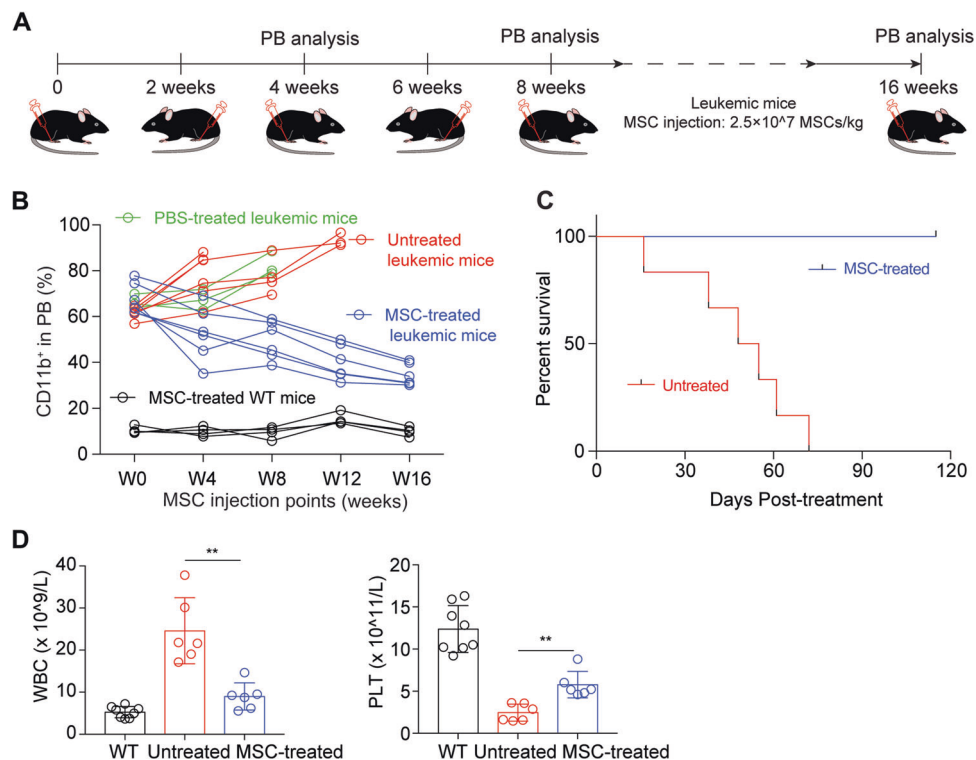 A
PB analysis
PB analysis
PB analysis
0
2 weeks
4 weeks
6 weeks
8 weeks
16 weeks
Leukemic mice
MSC injection: 2.5×10^7 MSCs/kg
B
PBS-treated leukemic mice
Untreated
leukemic mice
MSC-treated
leukemic mice
MSC-treated WT mice
CD11b⁺ in PB (%)
100
80
60
40
20
0
W0 W4 W8 W12 W16
MSC injection points (weeks)
C
Percent survival
100
50
0
MSC-treated
Untreated
0 30 60 90 120
Days Post-treatment
D
WBC (x 10^9/L)
40
30
20
10
0
**
WT Untreated MSC-treated
PLT (x 10^11/L)
20
15
10
5
0
**
WT Untreated MSC-treated